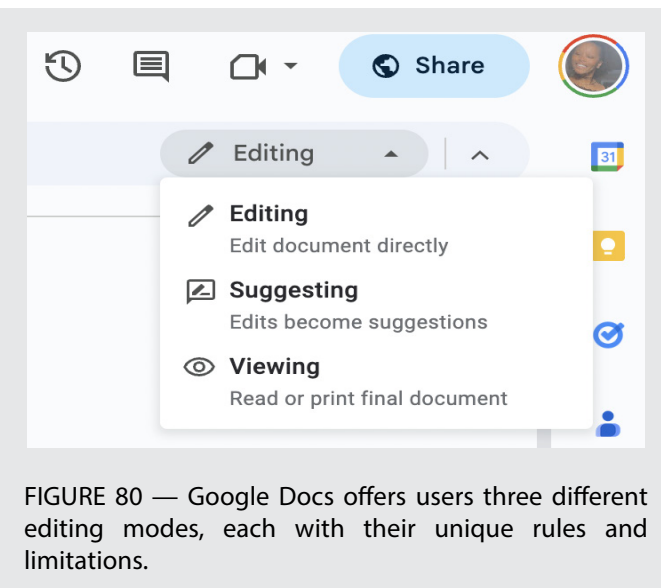 Share
Editing
31
Editing
Edit document directly
Suggesting
Edits become suggestions
Viewing
Read or print final document
FIGURE 80 — Google Docs offers users three different
editing modes, each with their unique rules and
limitations.